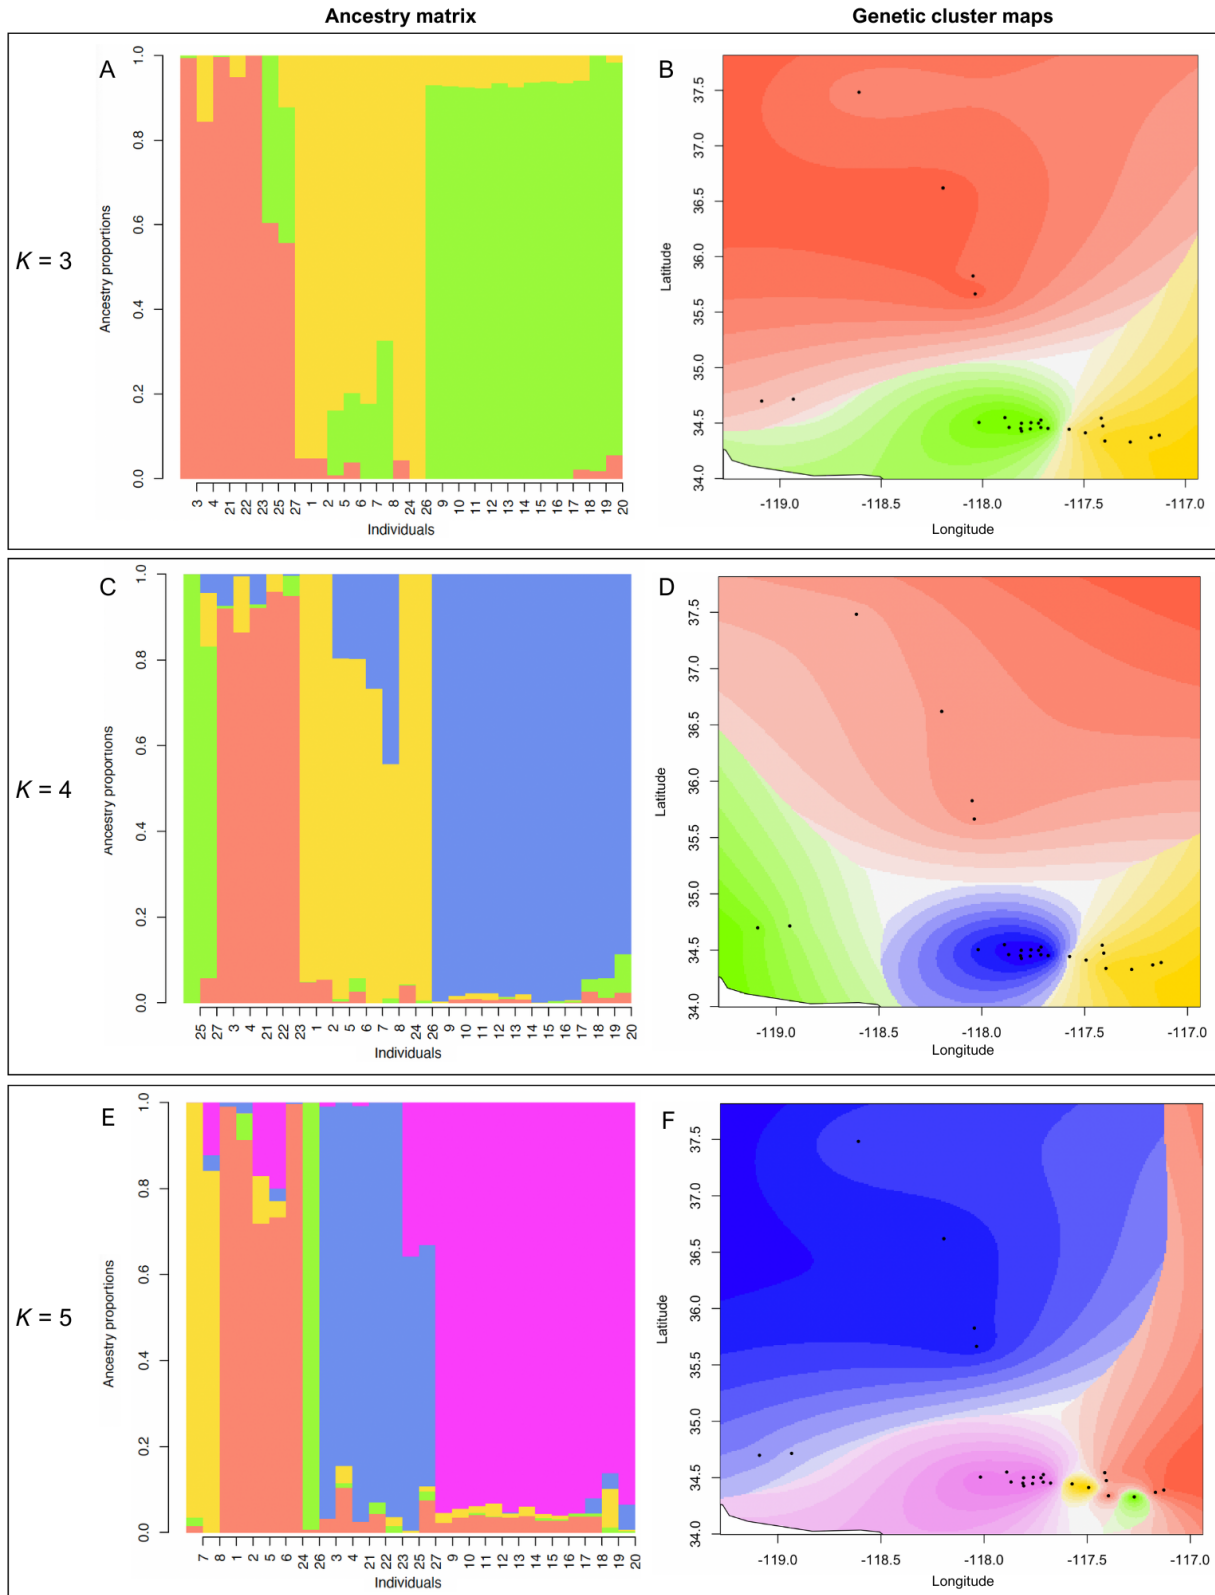 Ancestry matrix Genetic cluster maps
K = 3
A
Ancestry proportions
1.0
0.8
0.6
0.4
0.2
0.0
3 4 21 22 23 25 27 1 2 5 6 7 8 24 26 9 10 11 12 13 14 15 16 17 18 19 20
Individuals
B
Latitude
37.5
37.0
36.5
36.0
35.5
35.0
34.5
34.0
-119.0 -118.5 -118.0 -117.5 -117.0
Longitude
K = 4
C
Ancestry proportions
1.0
0.8
0.6
0.4
0.2
0.0
25 27 3 4 21 22 23 1 2 5 6 7 8 24 26 9 10 11 12 13 14 15 16 17 18 19 20
Individuals
D
Latitude
37.5
37.0
36.5
36.0
35.5
35.0
34.5
34.0
-119.0 -118.5 -118.0 -117.5 -117.0
Longitude
K = 5
E
Ancestry proportions
1.0
0.8
0.6
0.4
0.2
0.0
7 8 1 2 5 6 24 26 3 4 21 22 23 25 27 9 10 11 12 13 14 15 16 17 18 19 20
Individuals
F
Latitude
37.5
37.0
36.5
36.0
35.5
35.0
34.5
34.0
-119.0 -118.5 -118.0 -117.5 -117.0
Longitude